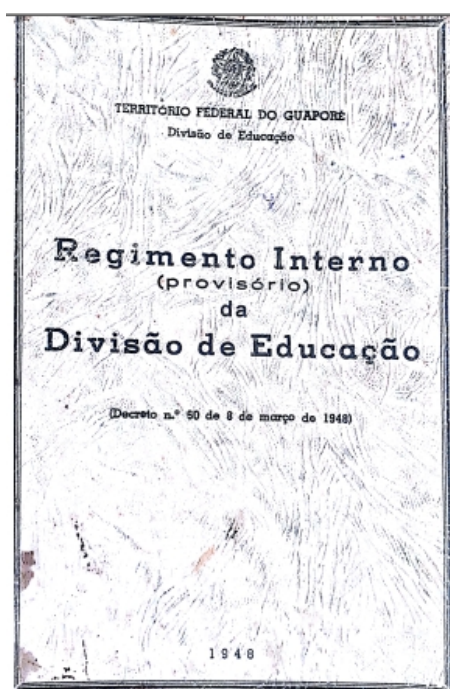 TERRITÓRIO FEDERAL DO GUAPORÉ
Divisão de Educação
Regimento Interno
(provisório)
da
Divisão de Educação
(Decreto n.º 50 de 8 de março de 1948)
1948